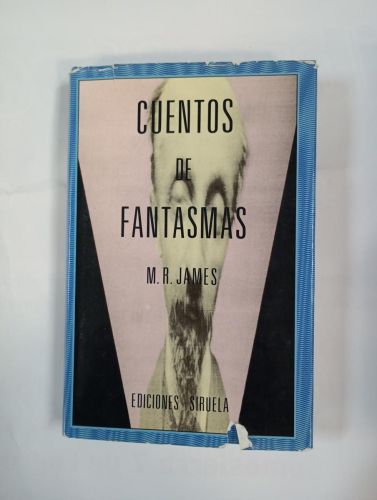 CUENTOS
DE
FANTASMAS
M. R. JAMES
EDICIONES SIRUELA